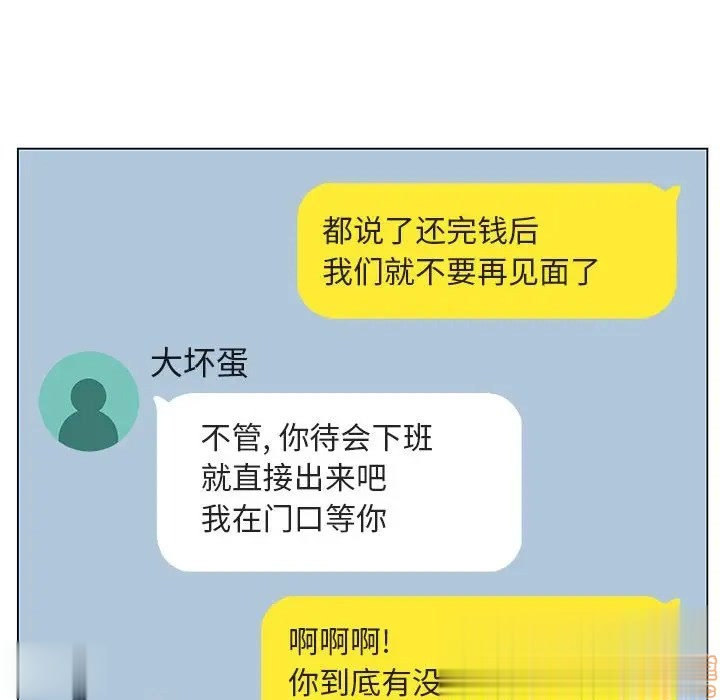 都说了还完钱后
我们就不要再见面了
大坏蛋
不管, 你待会下班
就直接出来吧
我在门口等你
啊啊啊!
你到底有没